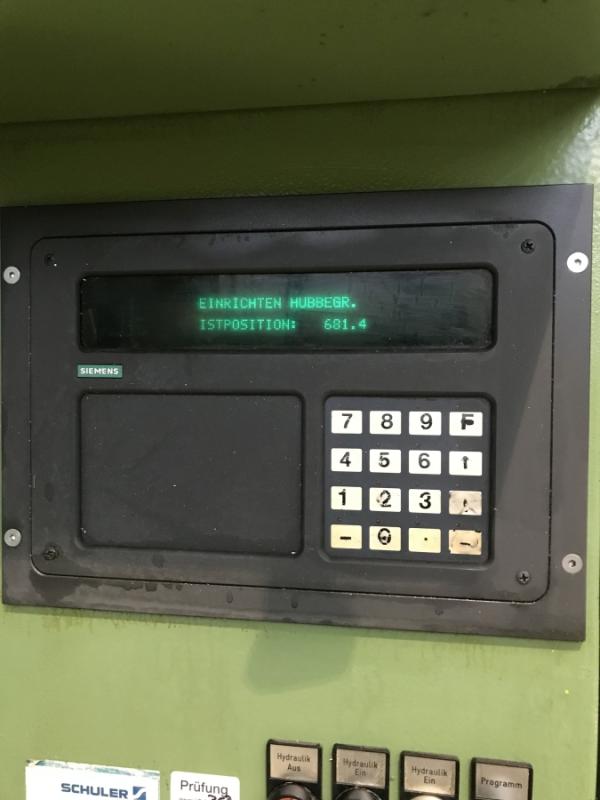 EINRICHTEN HUBBEGR.
ISTPOSITION: 681.4
SIEMENS
7 8 9 F
4 5 6 ↑
1 2 3
- 0 . -
Hydraulik Aus
Hydraulik Ein
Hydraulik Ein
Programm
SCHULER
Prüfung